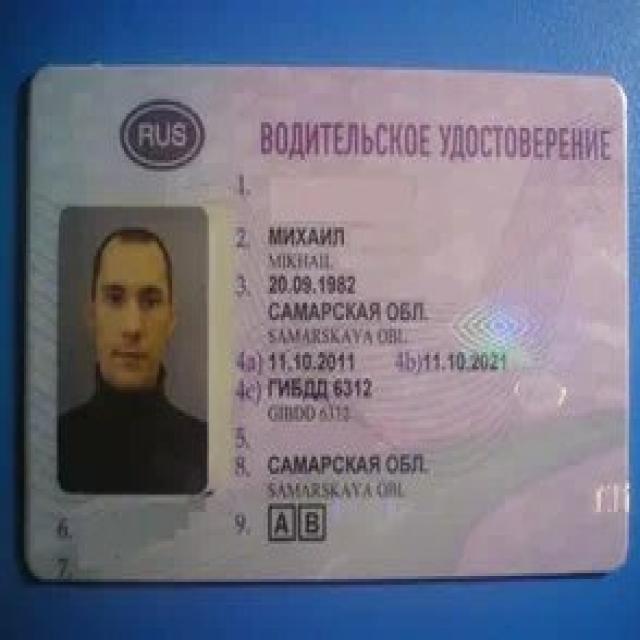 RUS
ВОДИТЕЛЬСКОЕ УДОСТОВЕРЕНИЕ
1.
2. МИХАИЛ
MIKHAIL
3. 20.09.1982
САМАРСКАЯ ОБЛ.
SAMARSKAYA OBL.
4a) 11.10.2011 4b) 11.10.2021
4c) ГИБДД 6312
GIBDD 6312
5.
8. САМАРСКАЯ ОБЛ.
SAMARSKAYA OBL.
6.
9. A B
7.